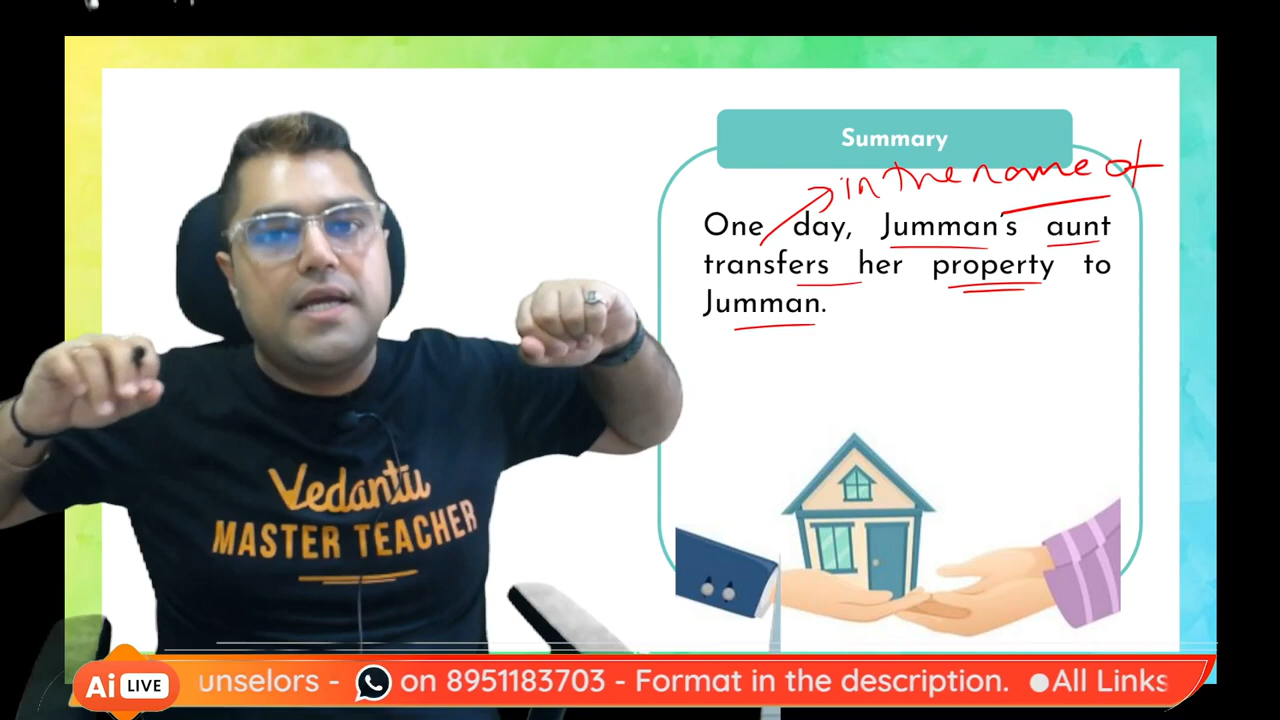 Summary
in the name of
One day, Jumman's aunt
transfers her property to
Jumman.
Vedantu
MASTER TEACHER
Ai LIVE
unselors - on 8951183703 - Format in the description. ●All Links